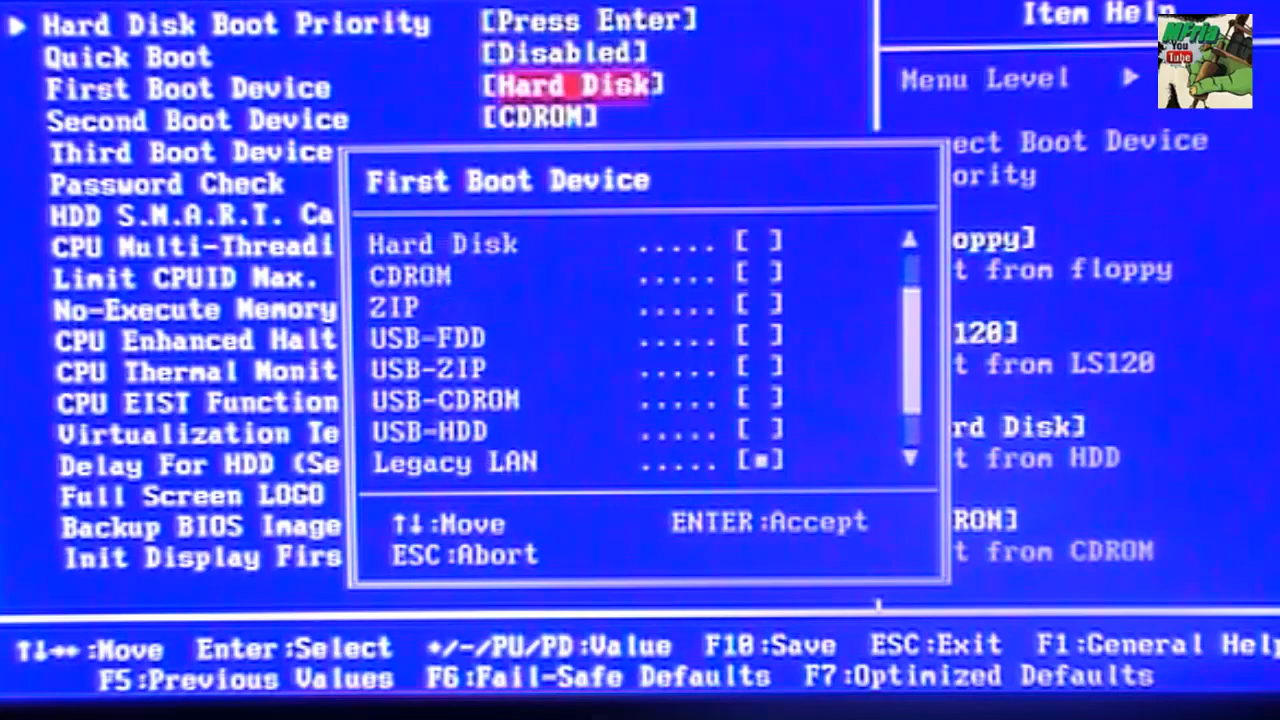 Hard Disk Boot Priority [Press Enter]
Quick Boot [Disabled]
First Boot Device [Hard Disk]
Second Boot Device [CDROM]
Third Boot Device
Password Check
HDD S.M.A.R.T. Ca
CPU Multi-Threadi
Limit CPUID Max.
No-Execute Memory
CPU Enhanced Halt
CPU Thermal Monit
CPU EIST Function
Virtualization Te
Delay For HDD (Se
Full Screen LOGO
Backup BIOS Image
Init Display Firs
First Boot Device
Hard Disk ..... [ ]
CDROM ..... [ ]
ZIP ..... [ ]
USB-FDD ..... [ ]
USB-ZIP ..... [ ]
USB-CDROM ..... [ ]
USB-HDD ..... [ ]
Legacy LAN ..... [■]
↑↓:Move ENTER:Accept
ESC:Abort
Item Help
Menu Level ▶
ect Boot Device
ority
oppy]
t from floppy
120]
t from LS120
rd Disk]
t from HDD
ROM]
t from CDROM
↑↓→←:Move Enter:Select +/-/PU/PD:Value F10:Save ESC:Exit F1:General Help
F5:Previous Values F6:Fail-Safe Defaults F7:Optimized Defaults
You
Tube